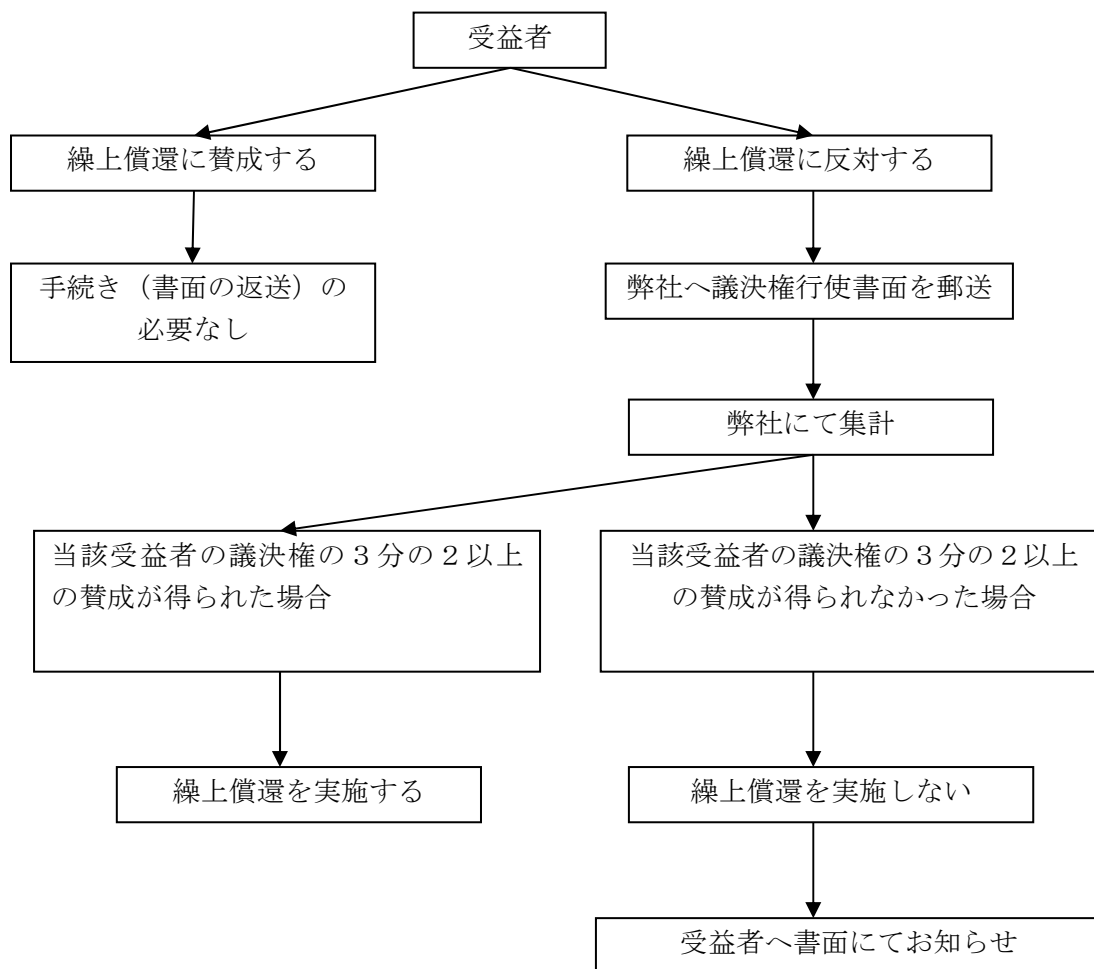 受益者
繰上償還に賛成する
繰上償還に反対する
手続き（書面の返送）の
必要なし
弊社へ議決権行使書面を郵送
弊社にて集計
当該受益者の議決権の３分の２以上
の賛成が得られた場合
当該受益者の議決権の３分の２以上
の賛成が得られなかった場合
繰上償還を実施する
繰上償還を実施しない
受益者へ書面にてお知らせ